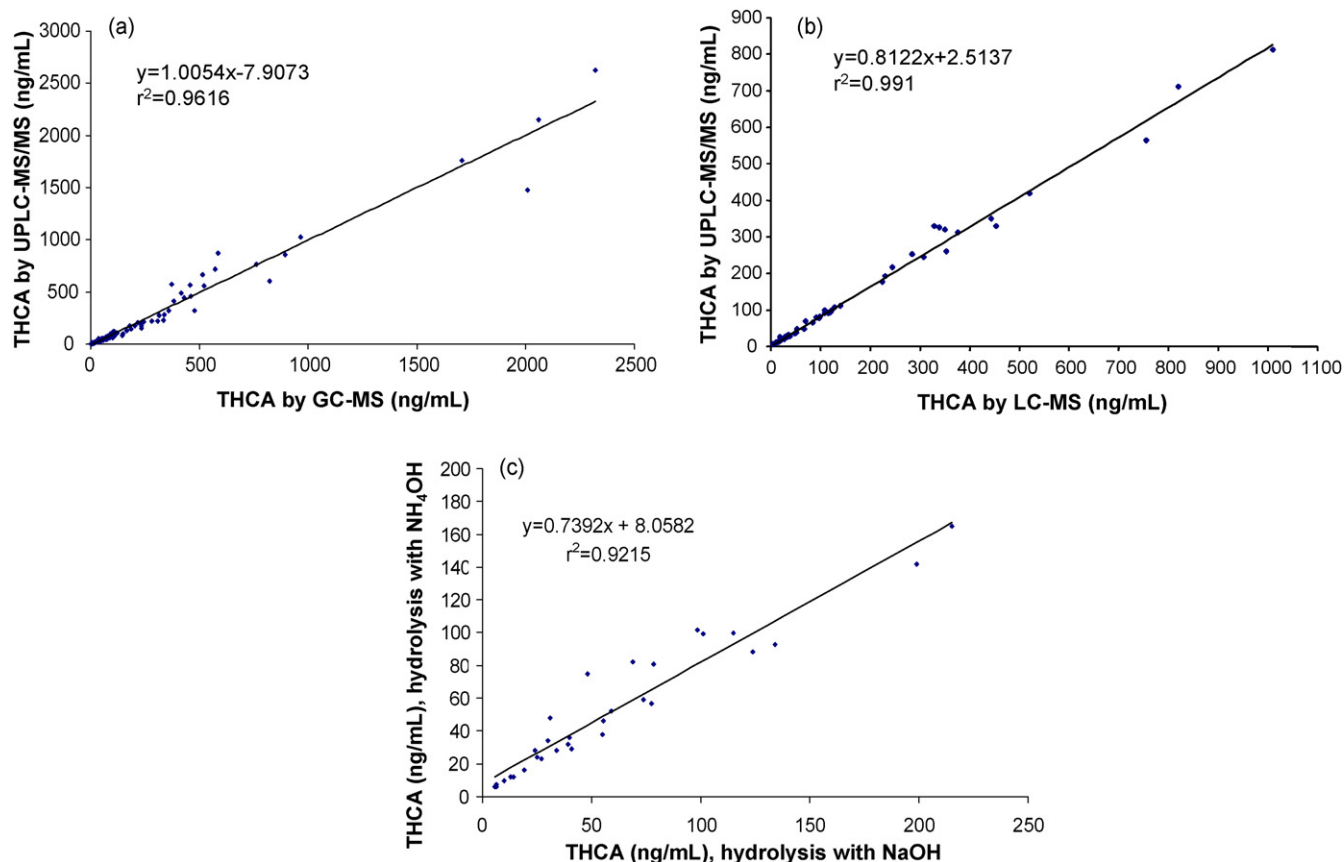 (a)
y=1.0054x-7.9073
r²=0.9616
THCA by UPLC-MS/MS (ng/mL)
3000
2500
2000
1500
1000
500
0
0 500 1000 1500 2000 2500
THCA by GC-MS (ng/mL)
(b)
y=0.8122x+2.5137
r²=0.991
THCA by UPLC-MS/MS (ng/mL)
900
800
700
600
500
400
300
200
100
0
0 100 200 300 400 500 600 700 800 900 1000 1100
THCA by LC-MS (ng/mL)
(c)
y=0.7392x + 8.0582
r²=0.9215
THCA (ng/mL), hydrolysis with NH₄OH
200
180
160
140
120
100
80
60
40
20
0
0 50 100 150 200 250
THCA (ng/mL), hydrolysis with NaOH